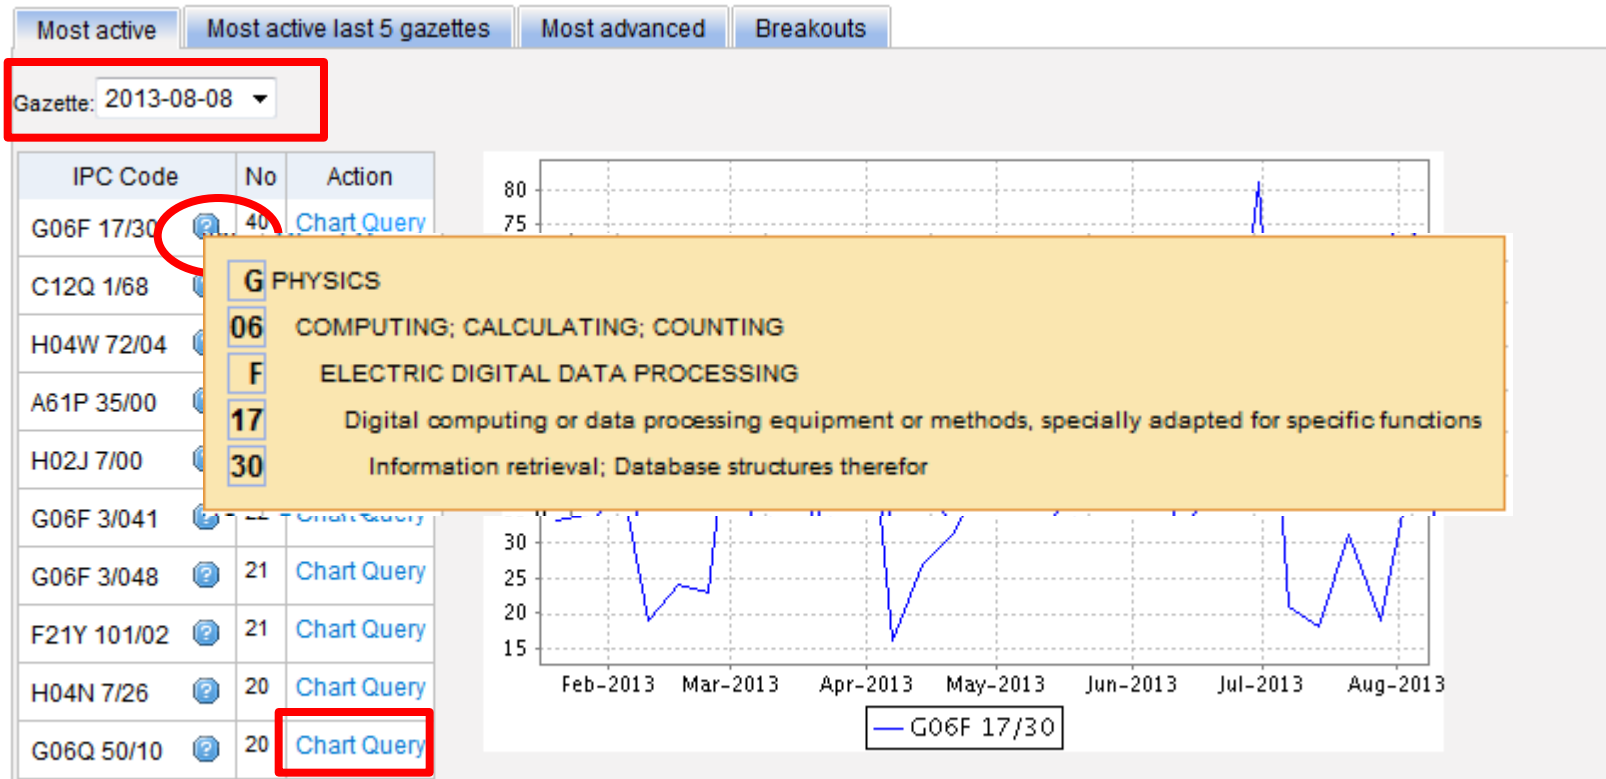 Most active Most active last 5 gazettes Most advanced Breakouts
Gazette: 2013-08-08
IPC Code No Action
G06F 17/30 40 Chart Query
C12Q 1/68
H04W 72/04
A61P 35/00
H02J 7/00
G06F 3/041 22 Chart Query
G06F 3/048 21 Chart Query
F21Y 101/02 21 Chart Query
H04N 7/26 20 Chart Query
G06Q 50/10 20 Chart Query
G PHYSICS
06 COMPUTING; CALCULATING; COUNTING
F ELECTRIC DIGITAL DATA PROCESSING
17 Digital computing or data processing equipment or methods, specially adapted for specific functions
30 Information retrieval; Database structures therefor
80
75
30
25
20
15
Feb-2013 Mar-2013 Apr-2013 May-2013 Jun-2013 Jul-2013 Aug-2013
G06F 17/30